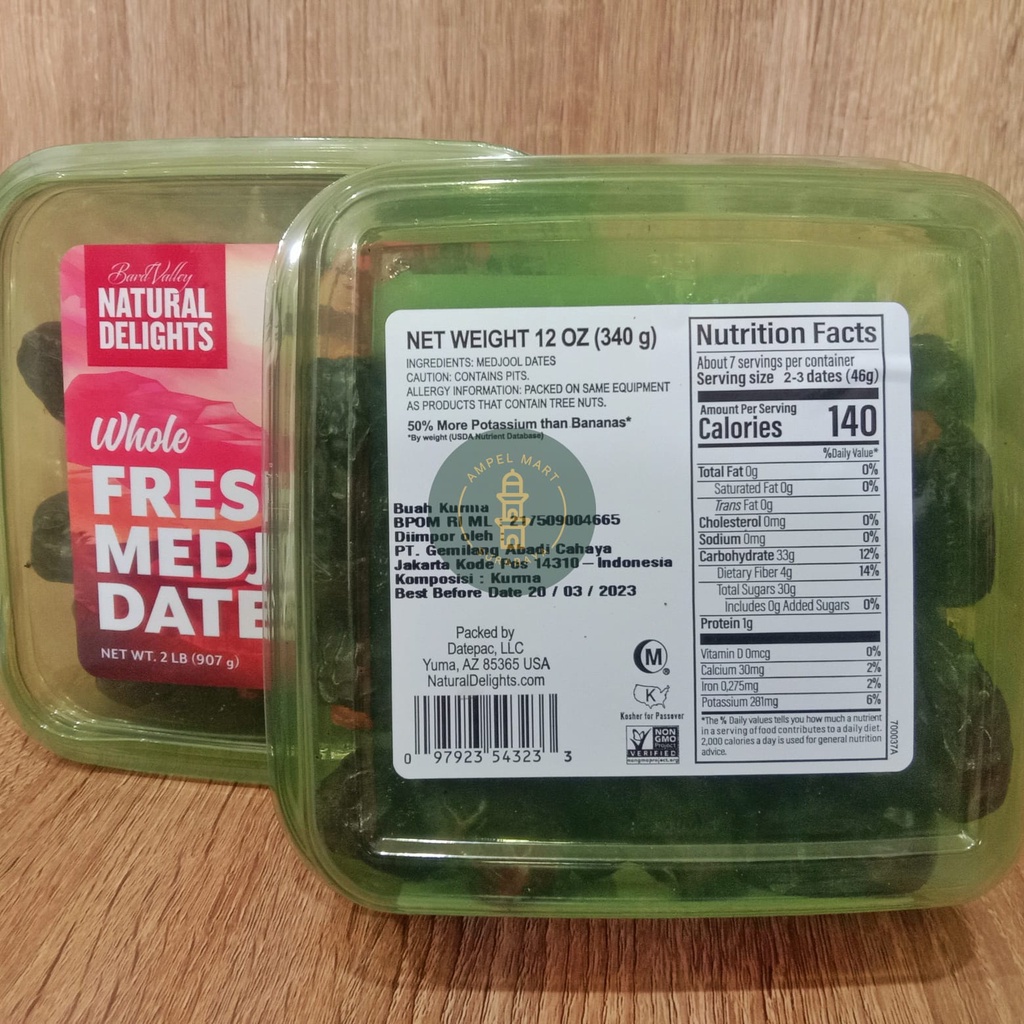 Bard Valley
NATURAL
DELIGHTS
Whole
FRES
MEDJ
DATE
NET WT. 2 LB (907 g)
NET WEIGHT 12 OZ (340 g)
INGREDIENTS: MEDJOOL DATES
CAUTION: CONTAINS PITS.
ALLERGY INFORMATION: PACKED ON SAME EQUIPMENT
AS PRODUCTS THAT CONTAIN TREE NUTS.
50% More Potassium than Bananas*
*By weight (USDA Nutrient Database)
AMPEL MART
Buah Kurma
BPOM RI ML - 217509004665
Diimpor oleh
PT. Gemilang Abadi Cahaya
Jakarta Kode Pos 14310 – Indonesia
Komposisi : Kurma
Best Before Date 20 / 03 / 2023
Packed by
Datepac, LLC
Yuma, AZ 85365 USA
NaturalDelights.com
0 97923 54323 3
M
K
Kosher for Passover
NON
GMO
Project
VERIFIED
nongmoproject.org
Nutrition Facts
About 7 servings per container
Serving size 2-3 dates (46g)
Amount Per Serving
Calories 140
%Daily Value*
Total Fat 0g 0%
Saturated Fat 0g 0%
Trans Fat 0g
Cholesterol 0mg 0%
Sodium 0mg 0%
Carbohydrate 33g 12%
Dietary Fiber 4g 14%
Total Sugars 30g
Includes 0g Added Sugars 0%
Protein 1g
Vitamin D 0mcg 0%
Calcium 30mg 2%
Iron 0,275mg 2%
Potassium 281mg 6%
*The % Daily values tells you how much a nutrient
in a serving of food contributes to a daily diet.
2,000 calories a day is used for general nutrition
advice.
700037A